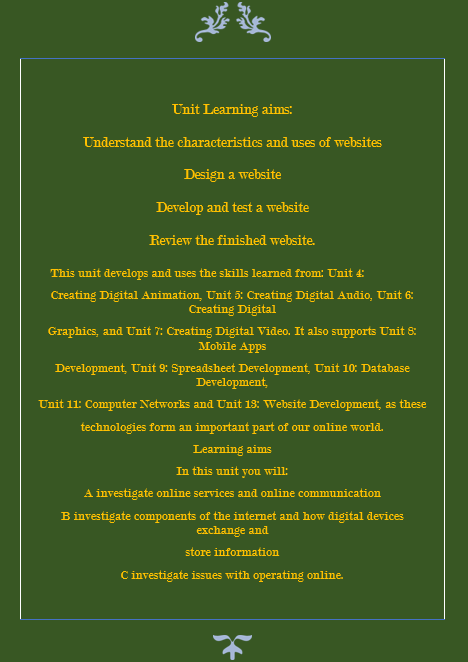 Unit Learning aims:
Understand the characteristics and uses of websites
Design a website
Develop and test a website
Review the finished website.
This unit develops and uses the skills learned from: Unit 4:
Creating Digital Animation, Unit 5: Creating Digital Audio, Unit 6:
Creating Digital
Graphics, and Unit 7: Creating Digital Video. It also supports Unit 8:
Mobile Apps
Development, Unit 9: Spreadsheet Development, Unit 10: Database
Development,
Unit 11: Computer Networks and Unit 13: Website Development, as these
technologies form an important part of our online world.
Learning aims
In this unit you will:
A investigate online services and online communication
B investigate components of the internet and how digital devices
exchange and
store information
C investigate issues with operating online.